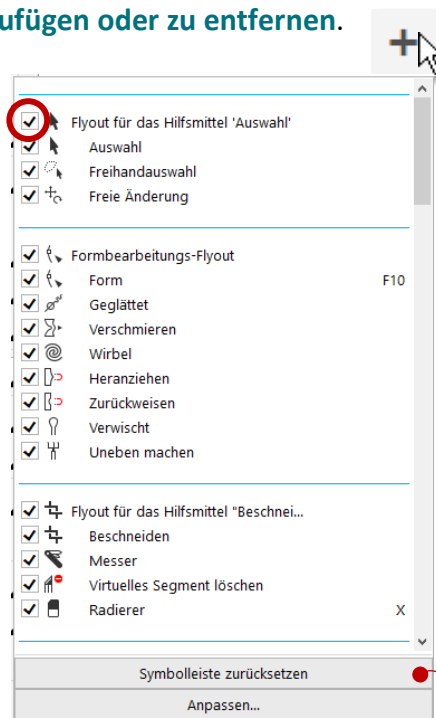 ufügen oder zu entfernen.
Flyout für das Hilfsmittel 'Auswahl'
Auswahl
Freihandauswahl
Freie Änderung
Formbearbeitungs-Flyout
Form F10
Geglättet
Verschmieren
Wirbel
Heranziehen
Zurückweisen
Verwischt
Uneben machen
Flyout für das Hilfsmittel "Beschnei...
Beschneiden
Messer
Virtuelles Segment löschen
Radierer X
Symbolleiste zurücksetzen
Anpassen...